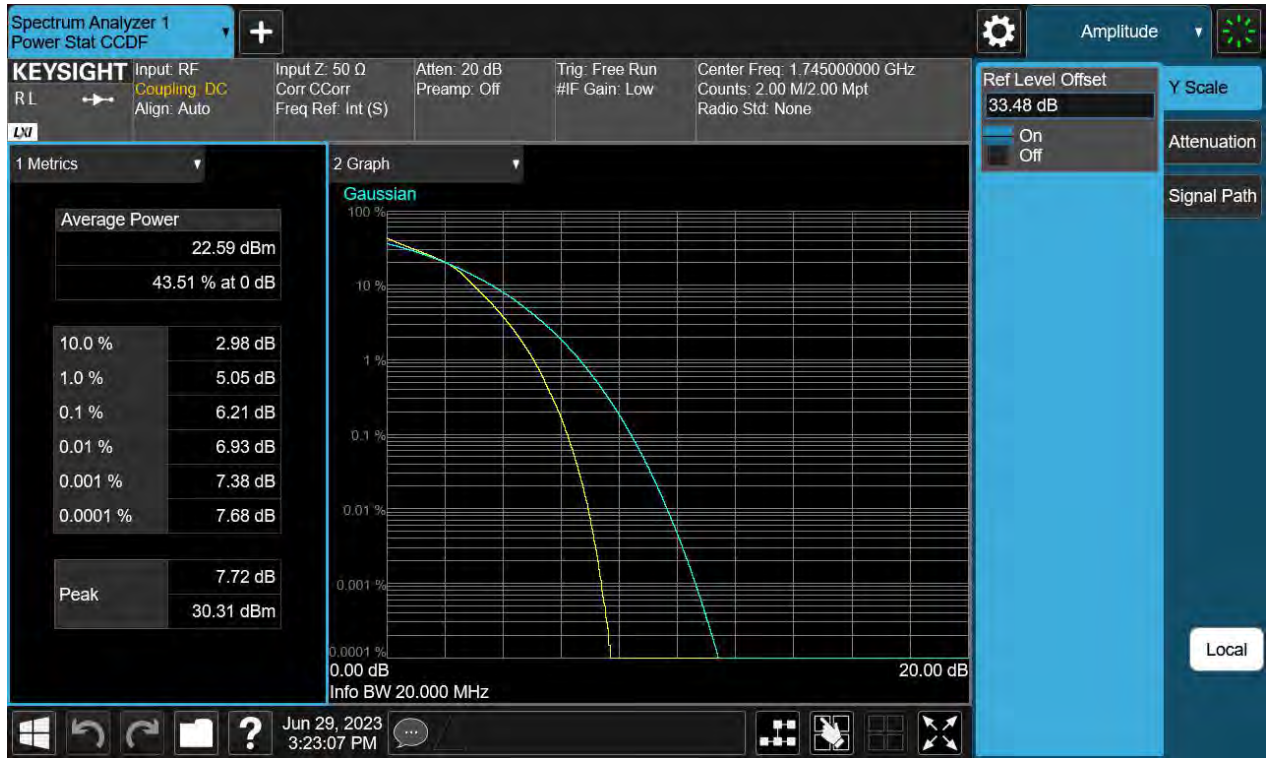 Spectrum Analyzer 1
Power Stat CCDF
+
Amplitude
KEYSIGHT
RL
LXI
Input: RF
Coupling: DC
Align: Auto
Input Z: 50 Ω
Corr CCorr
Freq Ref: Int (S)
Atten: 20 dB
Preamp: Off
Trig: Free Run
#IF Gain: Low
Center Freq: 1.745000000 GHz
Counts: 2.00 M/2.00 Mpt
Radio Std: None
Ref Level Offset
33.48 dB
On
Off
Y Scale
Attenuation
Signal Path
Local
1 Metrics
Average Power
22.59 dBm
43.51 % at 0 dB
10.0 % 2.98 dB
1.0 % 5.05 dB
0.1 % 6.21 dB
0.01 % 6.93 dB
0.001 % 7.38 dB
0.0001 % 7.68 dB
Peak
7.72 dB
30.31 dBm
2 Graph
Gaussian
100 %
10 %
1 %
0.1 %
0.01 %
0.001 %
0.0001 %
0.00 dB 20.00 dB
Info BW 20.000 MHz
?
Jun 29, 2023
3:23:07 PM